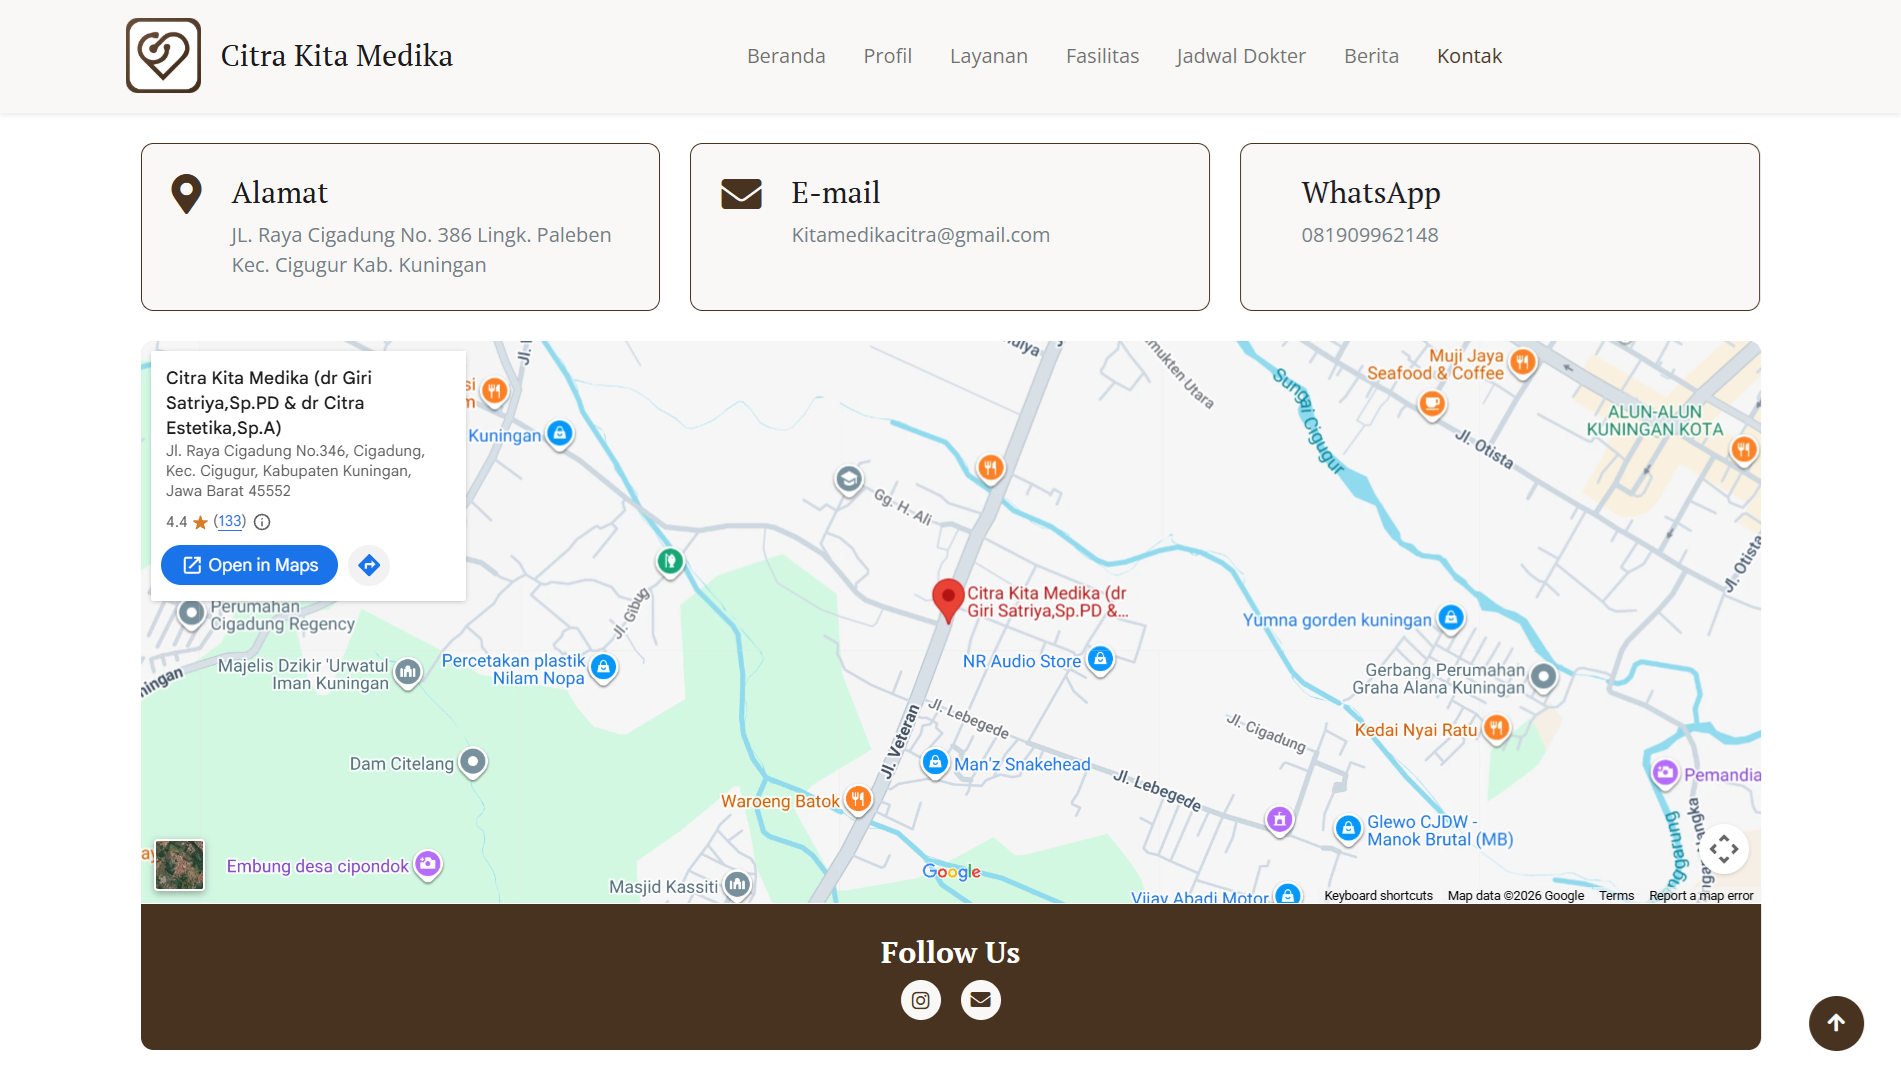 Citra Kita Medika
Beranda
Profil
Layanan
Fasilitas
Jadwal Dokter
Berita
Kontak
Alamat
JL. Raya Cigadung No. 386 Lingk. Paleben
Kec. Cigugur Kab. Kuningan
E-mail
Kitamedikacitra@gmail.com
WhatsApp
081909962148
Citra Kita Medika (dr Giri
Satriya,Sp.PD & dr Citra
Estetika,Sp.A)
Jl. Raya Cigadung No.346, Cigadung,
Kec. Cigugur, Kabupaten Kuningan,
Jawa Barat 45552
4.4 ★ (133)
Open in Maps
Kuningan
Gg. H. Ali
Sungai Cigugur
Muji Jaya
Seafood & Coffee
Jl. Otista
ALUN-ALUN
KUNINGAN KOTA
Jl. Otista
Perumahan
Cigadung Regency
Jl. Gibug
Citra Kita Medika (dr
Giri Satriya,Sp.PD &...
Yumna gorden kuningan
Majelis Dzikir 'Urwatul
Iman Kuningan
Percetakan plastik
Nilam Nopa
NR Audio Store
Gerbang Perumahan
Graha Alana Kuningan
Jl. Lebegede
Jl. Cigadung
Kedai Nyai Ratu
Jl. Veteran
Dam Citelang
Man'z Snakehead
Jl. Lebegede
Pemandia
Waroeng Batok
Glewo CJDW -
Manok Brutal (MB)
Embung desa cipondok
Masjid Kassiti
Google
Vijay Abadi Motor
Keyboard shortcuts
Map data ©2026 Google
Terms
Report a map error
Follow Us